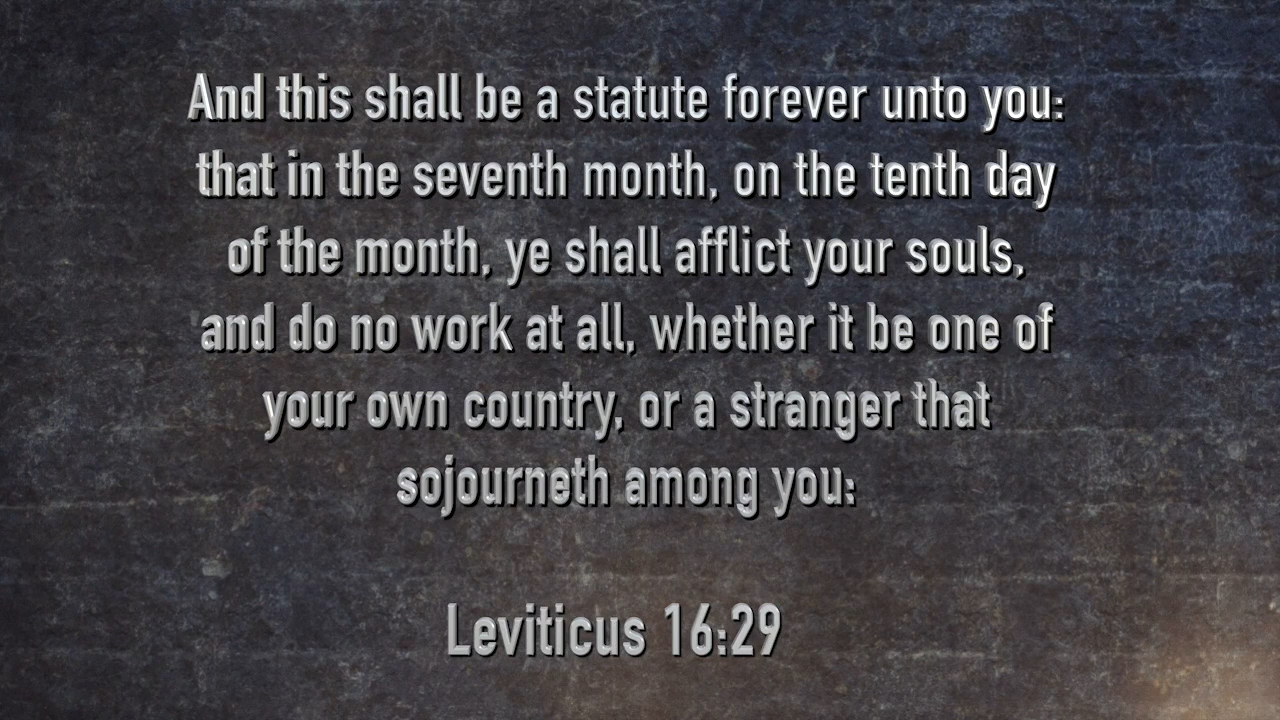 And this shall be a statute forever unto you:
that in the seventh month, on the tenth day
of the month, ye shall afflict your souls,
and do no work at all, whether it be one of
your own country, or a stranger that
sojourneth among you:
Leviticus 16:29